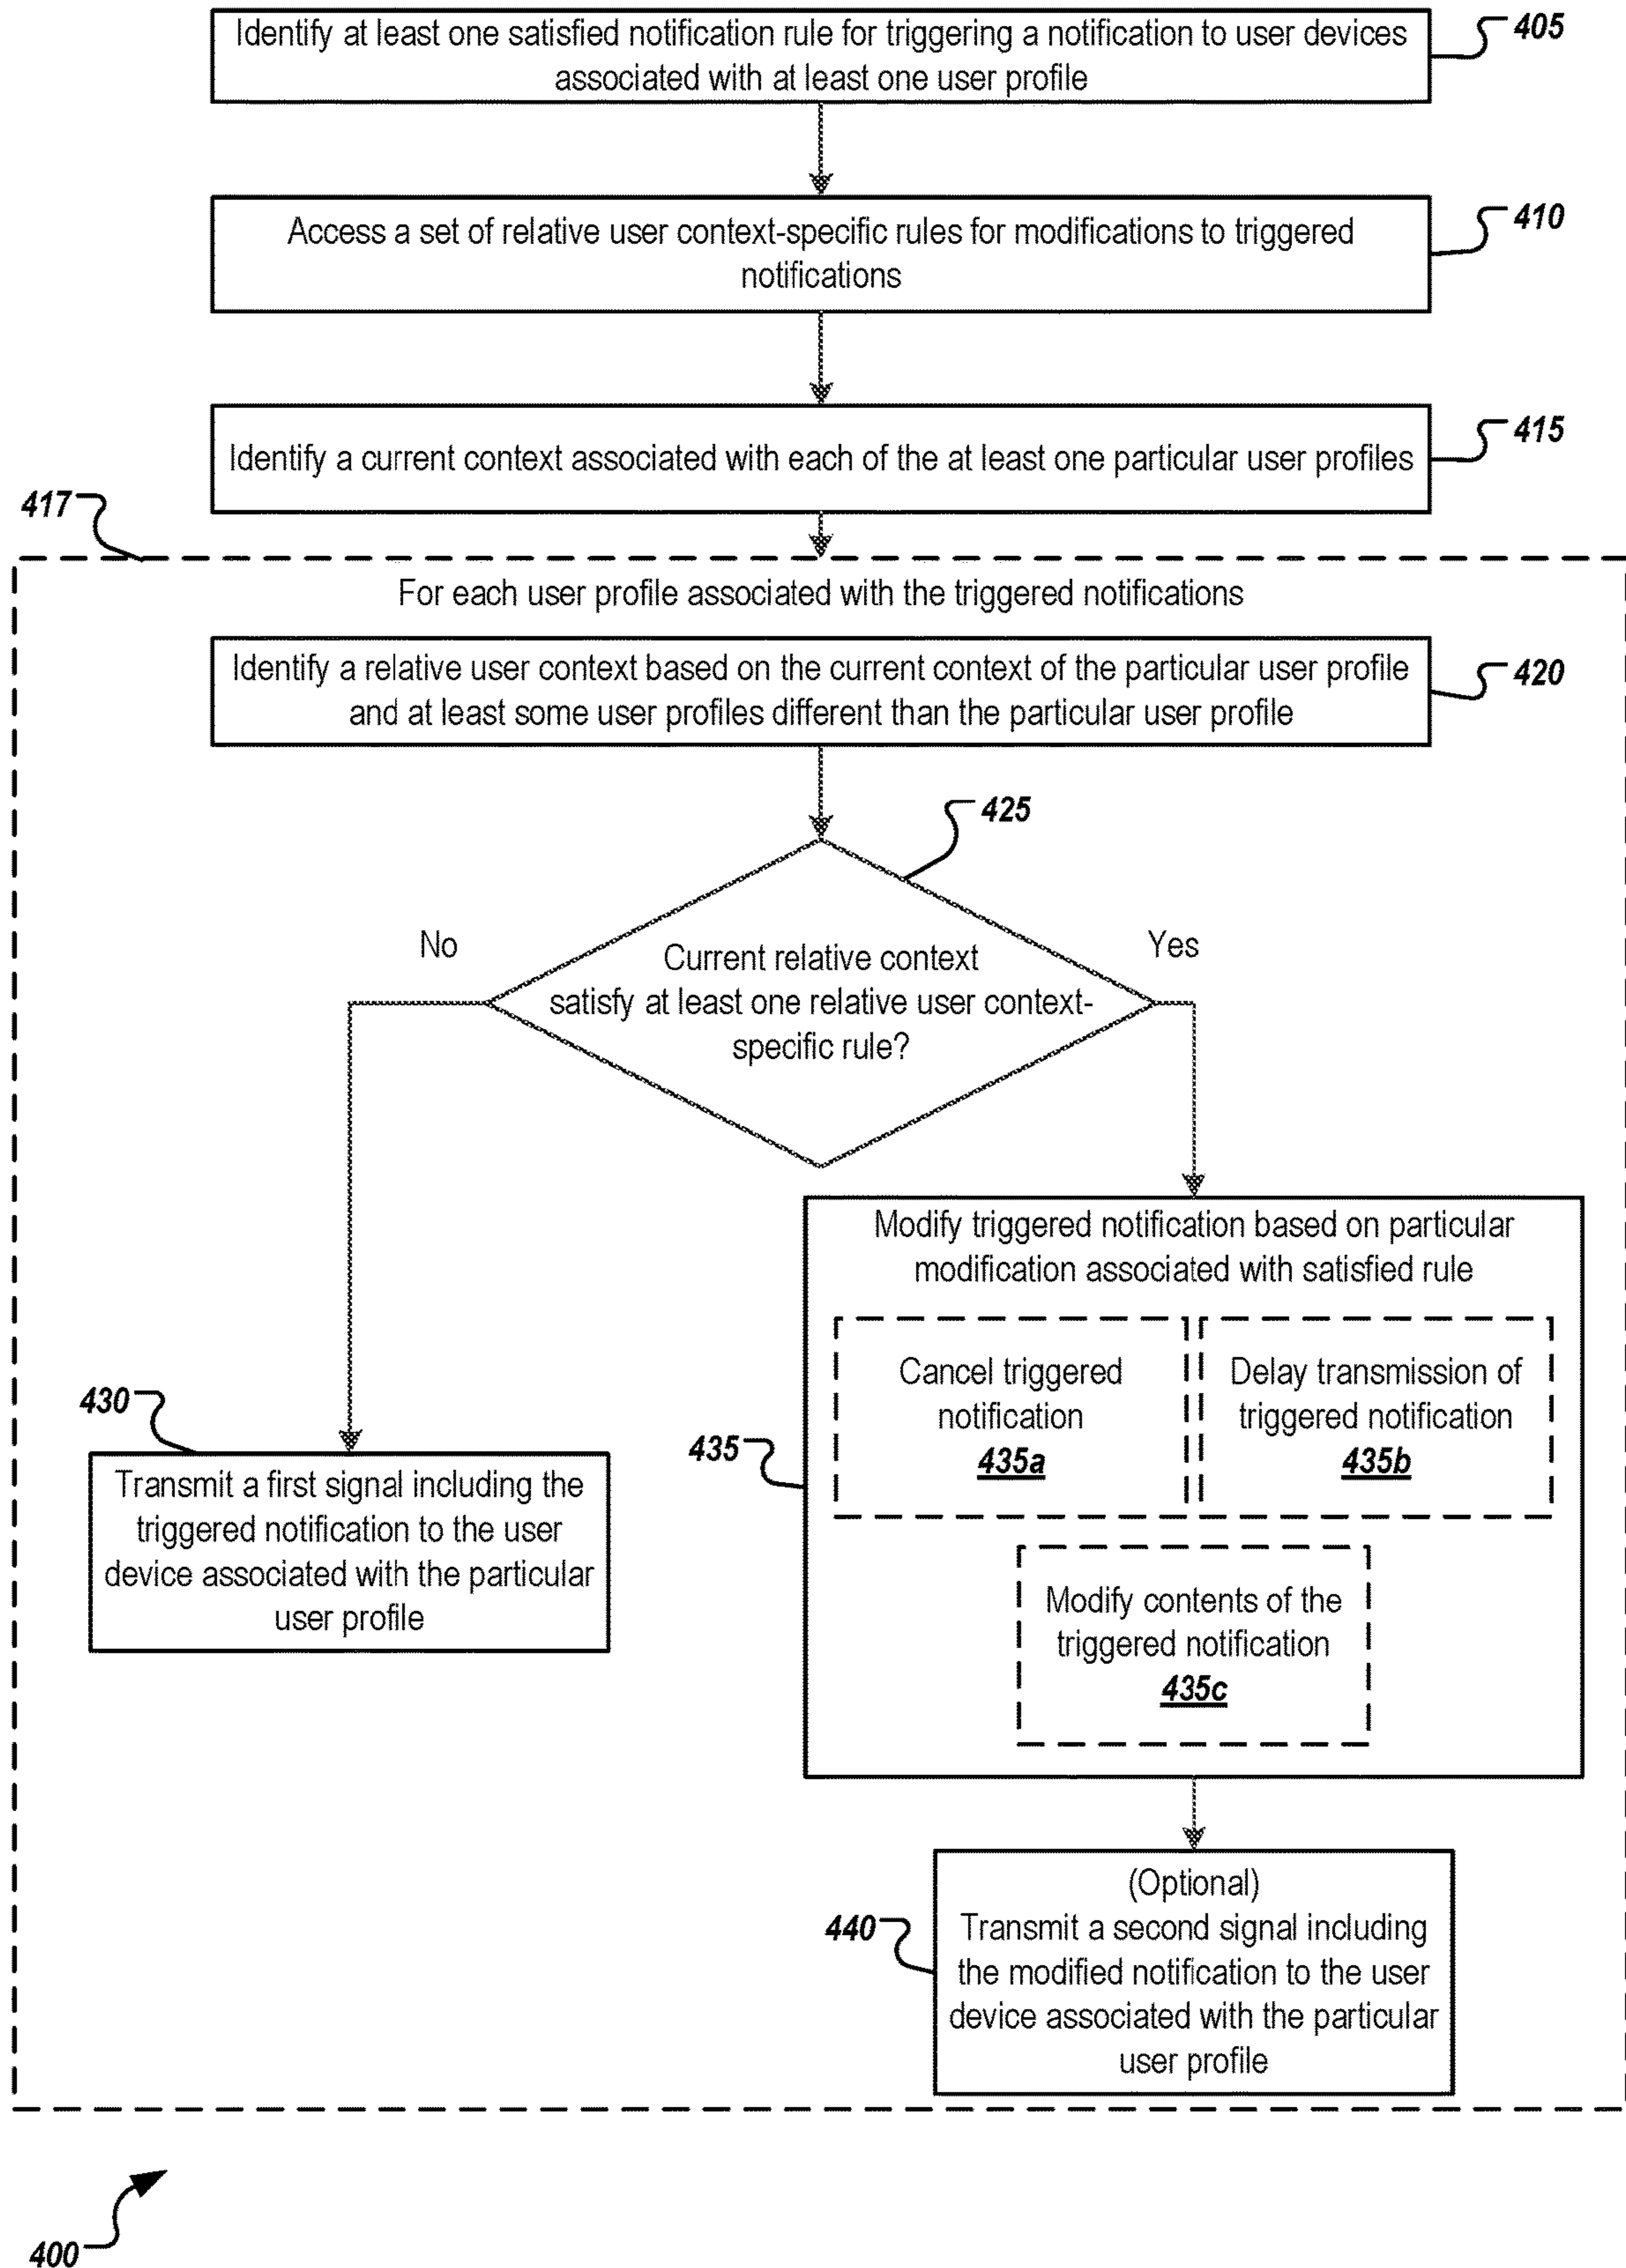 Identify at least one satisfied notification rule for triggering a notification to user devices
associated with at least one user profile
405
Access a set of relative user context-specific rules for modifications to triggered
notifications
410
Identify a current context associated with each of the at least one particular user profiles
415
417
For each user profile associated with the triggered notifications
Identify a relative user context based on the current context of the particular user profile
and at least some user profiles different than the particular user profile
420
425
No
Yes
Current relative context
satisfy at least one relative user context-
specific rule?
430
Transmit a first signal including the
triggered notification to the user
device associated with the particular
user profile
435
Modify triggered notification based on particular
modification associated with satisfied rule
Cancel triggered
notification
435a
Delay transmission of
triggered notification
435b
Modify contents of the
triggered notification
435c
440
(Optional)
Transmit a second signal including
the modified notification to the user
device associated with the particular
user profile
400